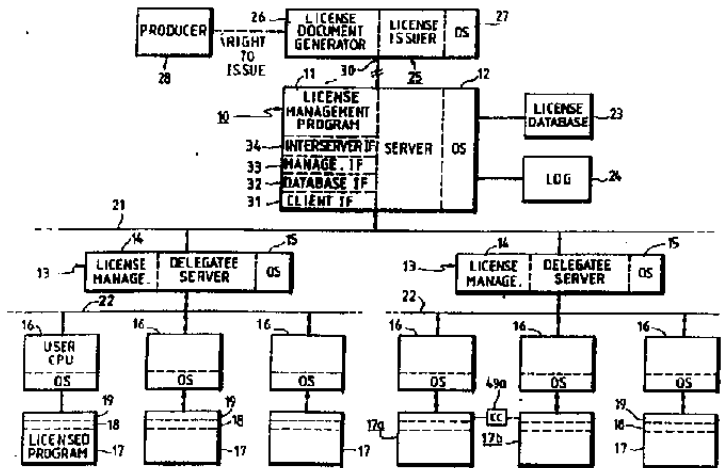 PRODUCER
28
RIGHT
TO
ISSUE
26
LICENSE
DOCUMENT
GENERATOR
LICENSE
ISSUER
OS
27
30
25
11
12
10
LICENSE
MANAGEMENT
PROGRAM
34
INTERSERVER IF
33
MANAGE. IF
32
DATABASE IF
31
CLIENT IF
SERVER
OS
LICENSE
DATABASE
23
LOG
24
21
14
15
13
LICENSE
MANAGE.
DELEGATEE
SERVER
OS
14
15
13
LICENSE
MANAGE.
DELEGATEE
SERVER
OS
22
22
16
USER
CPU
OS
16
OS
16
OS
16
OS
16
OS
16
OS
19
18
LICENSED
PROGRAM
17
19
18
17
17
17a
49a
17b
19
18
17